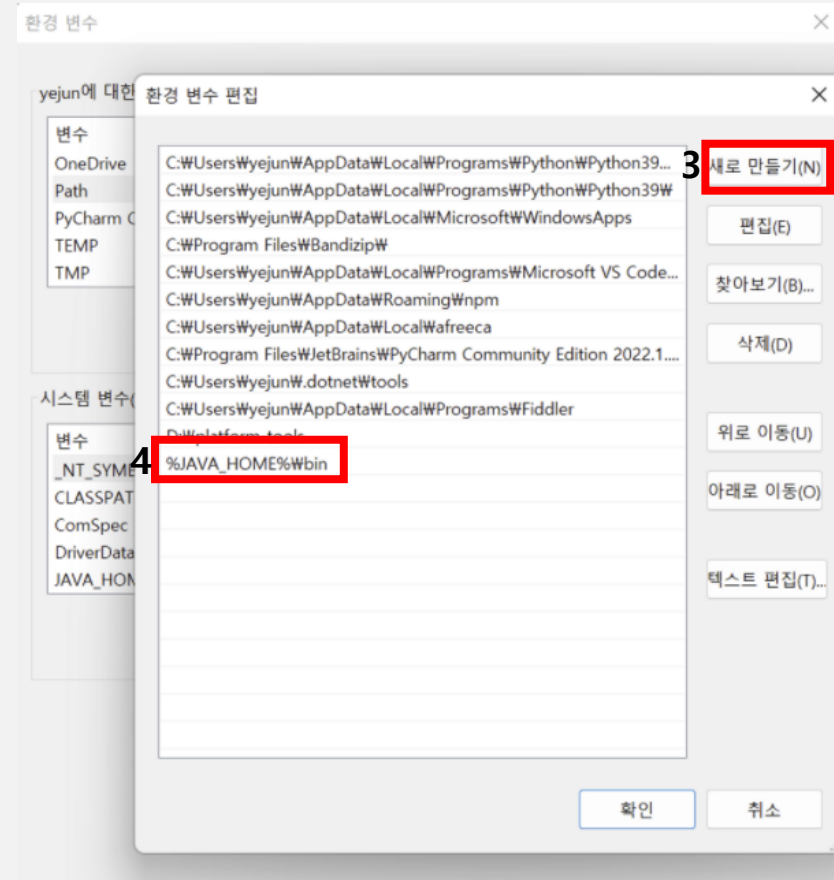 환경 변수
yejun에 대한
환경 변수 편집
변수
OneDrive
Path
PyCharm C
TEMP
TMP
C:₩Users₩yejun₩AppData₩Local₩Programs₩Python₩Python39...
C:₩Users₩yejun₩AppData₩Local₩Programs₩Python₩Python39₩
C:₩Users₩yejun₩AppData₩Local₩Microsoft₩WindowsApps
C:₩Program Files₩Bandizip₩
C:₩Users₩yejun₩AppData₩Local₩Programs₩Microsoft VS Code...
C:₩Users₩yejun₩AppData₩Roaming₩npm
C:₩Users₩yejun₩AppData₩Local₩afreeca
C:₩Program Files₩JetBrains₩PyCharm Community Edition 2022.1....
C:₩Users₩yejun₩.dotnet₩tools
C:₩Users₩yejun₩AppData₩Local₩Programs₩Fiddler
D:₩platform-tools
4 %JAVA_HOME%₩bin
3 새로 만들기(N)
편집(E)
찾아보기(B)...
삭제(D)
위로 이동(U)
아래로 이동(O)
텍스트 편집(T)...
시스템 변수(
변수
_NT_SYME
CLASSPAT
ComSpec
DriverData
JAVA_HON
확인
취소